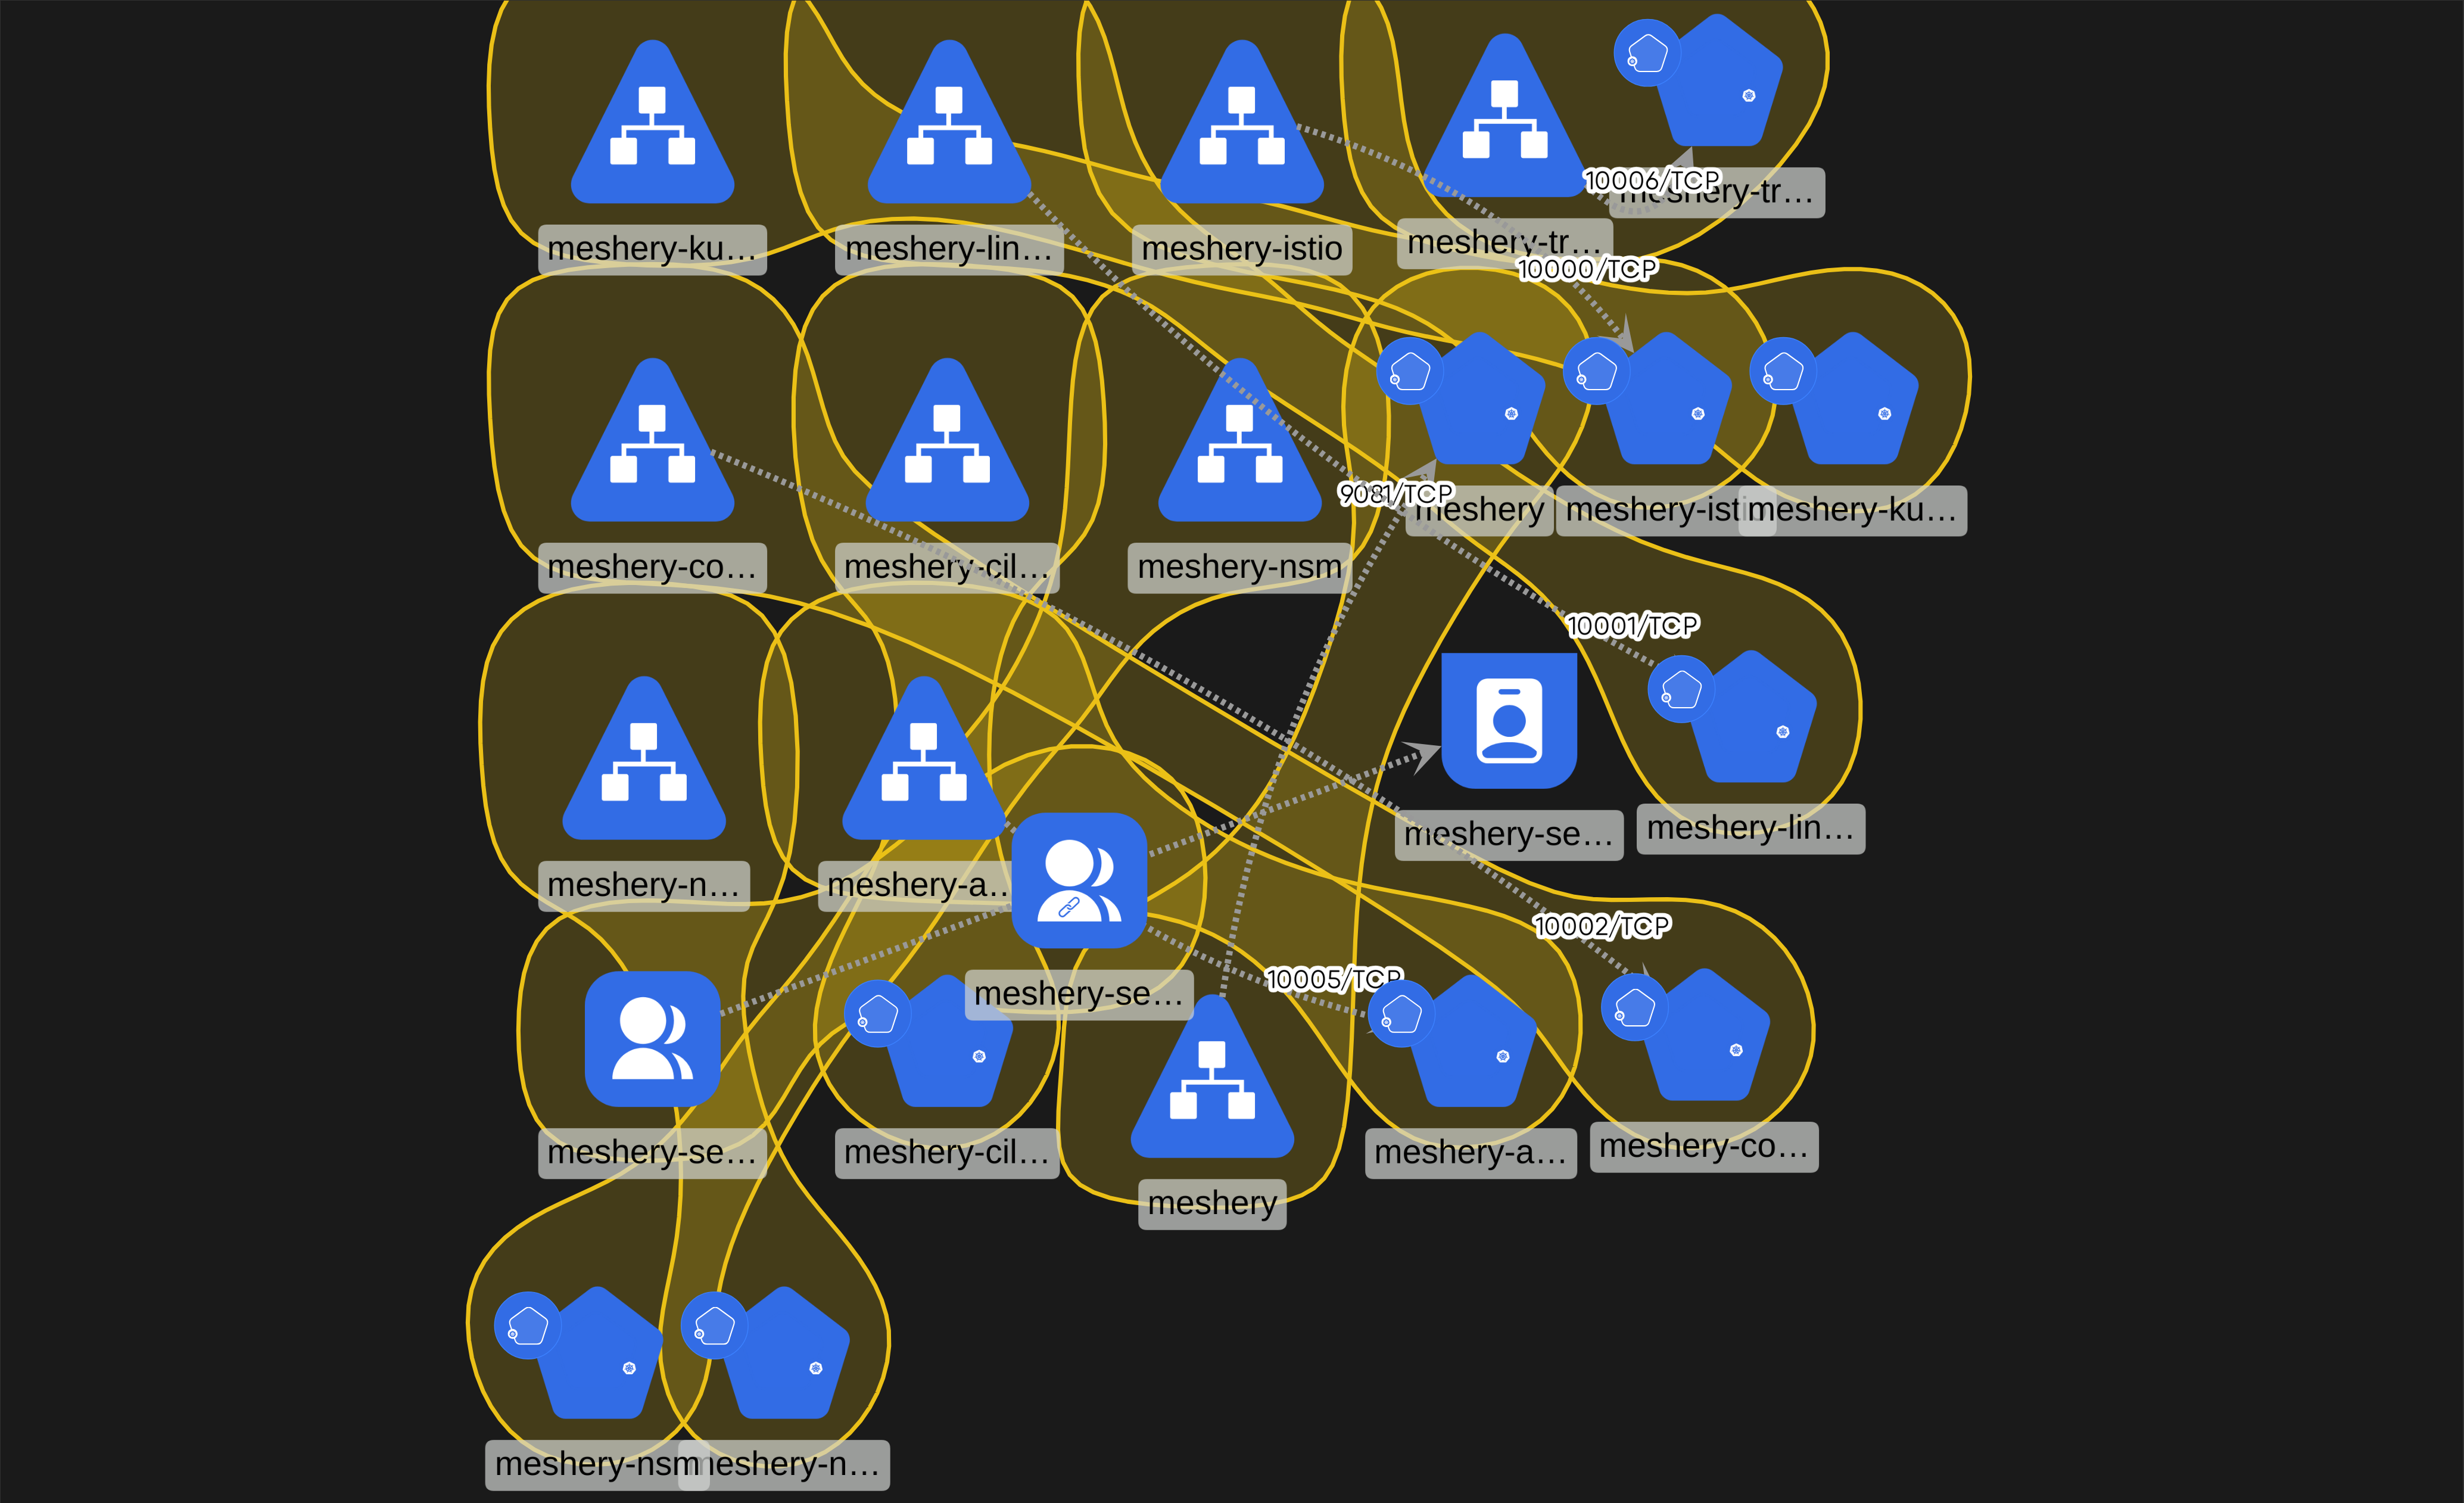 10006/TCP
meshery-tr…
meshery-ku…
meshery-lin…
meshery-istio
meshery-tr…
10000/TCP
9081/TCP
meshery
meshery-istio
meshery-ku…
meshery-co…
meshery-cil…
meshery-nsm
10001/TCP
meshery-se…
meshery-lin…
meshery-n…
meshery-a…
10002/TCP
meshery-se…
10005/TCP
meshery-se…
meshery-cil…
meshery-a…
meshery-co…
meshery
meshery-nsm
meshery-n…